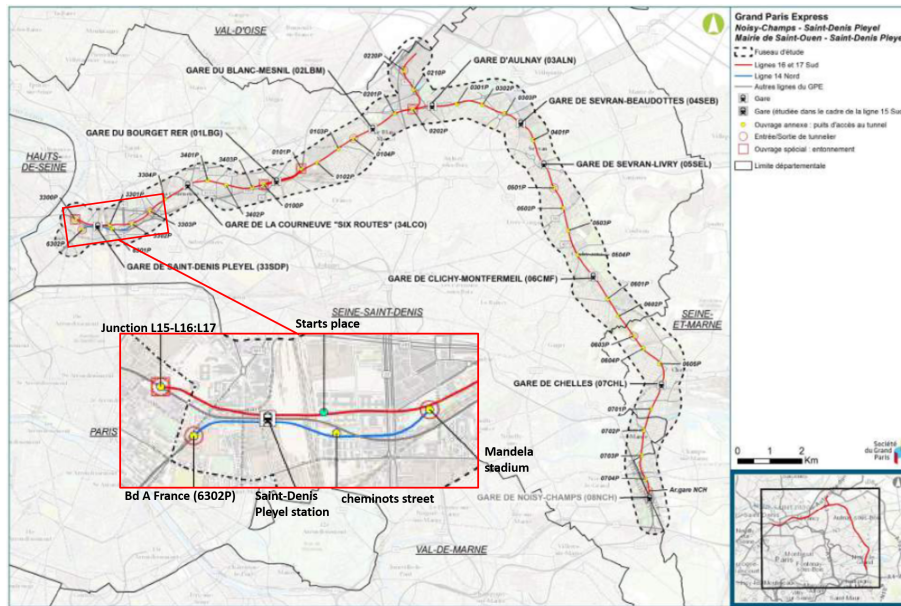 Grand Paris Express
Noisy-Champs - Saint-Denis Pleyel
Mairie de Saint-Ouen - Saint-Denis Pleyel
Fuseau d'étude
Lignes 16 et 17 Sud
Ligne 14 Nord
Autres lignes du GPE
Gare
Gare (étudiée dans le cadre de la ligne 15 Sud
Ouvrage annexe : puits d'accès au tunnel
Entrée/Sortie de tunnelier
Ouvrage spécial : entonnement
Limite départementale
VAL-D'OISE
0220P
0210P
GARE DU BLANC-MESNIL (02LBM)
GARE D'AULNAY (03ALN)
0201P
0301P
0302P
0303P
GARE DE SEVRAN-BEAUDOTTES (04SEB)
0202P
GARE DU BOURGET RER (01LBG)
0103P
0101P
0401P
3401P
3403P
0104P
0102P
HAUTS-
DE-SEINE
GARE DE SEVRAN-LIVRY (05SEL)
3304P
3301P
3300P
0100P
3402P
0501P
0502P
0503P
3303P
3302P
6302P
GARE DE LA COURNEUVE "SIX ROUTES" (34LCO)
0504P
GARE DE SAINT-DENIS PLEYEL (33SDP)
GARE DE CLICHY-MONTFERMEIL (06CMF)
0601P
0602P
SEINE-SAINT-DENIS
SEINE-
ET-MARNE
Junction L15-L16:L17
Starts place
0603P
0604P
0605P
GARE DE CHELLES (07CHL)
0701P
0702P
PARIS
0703P
0704P
Mandela
stadium
Bd A France (6302P)
Saint-Denis
Pleyel station
cheminots street
Ar.gare NCH
GARE DE NOISY-CHAMPS (08NCH)
VAL-DE-MARNE
0 1 2
Km
Société
du Grand
Paris